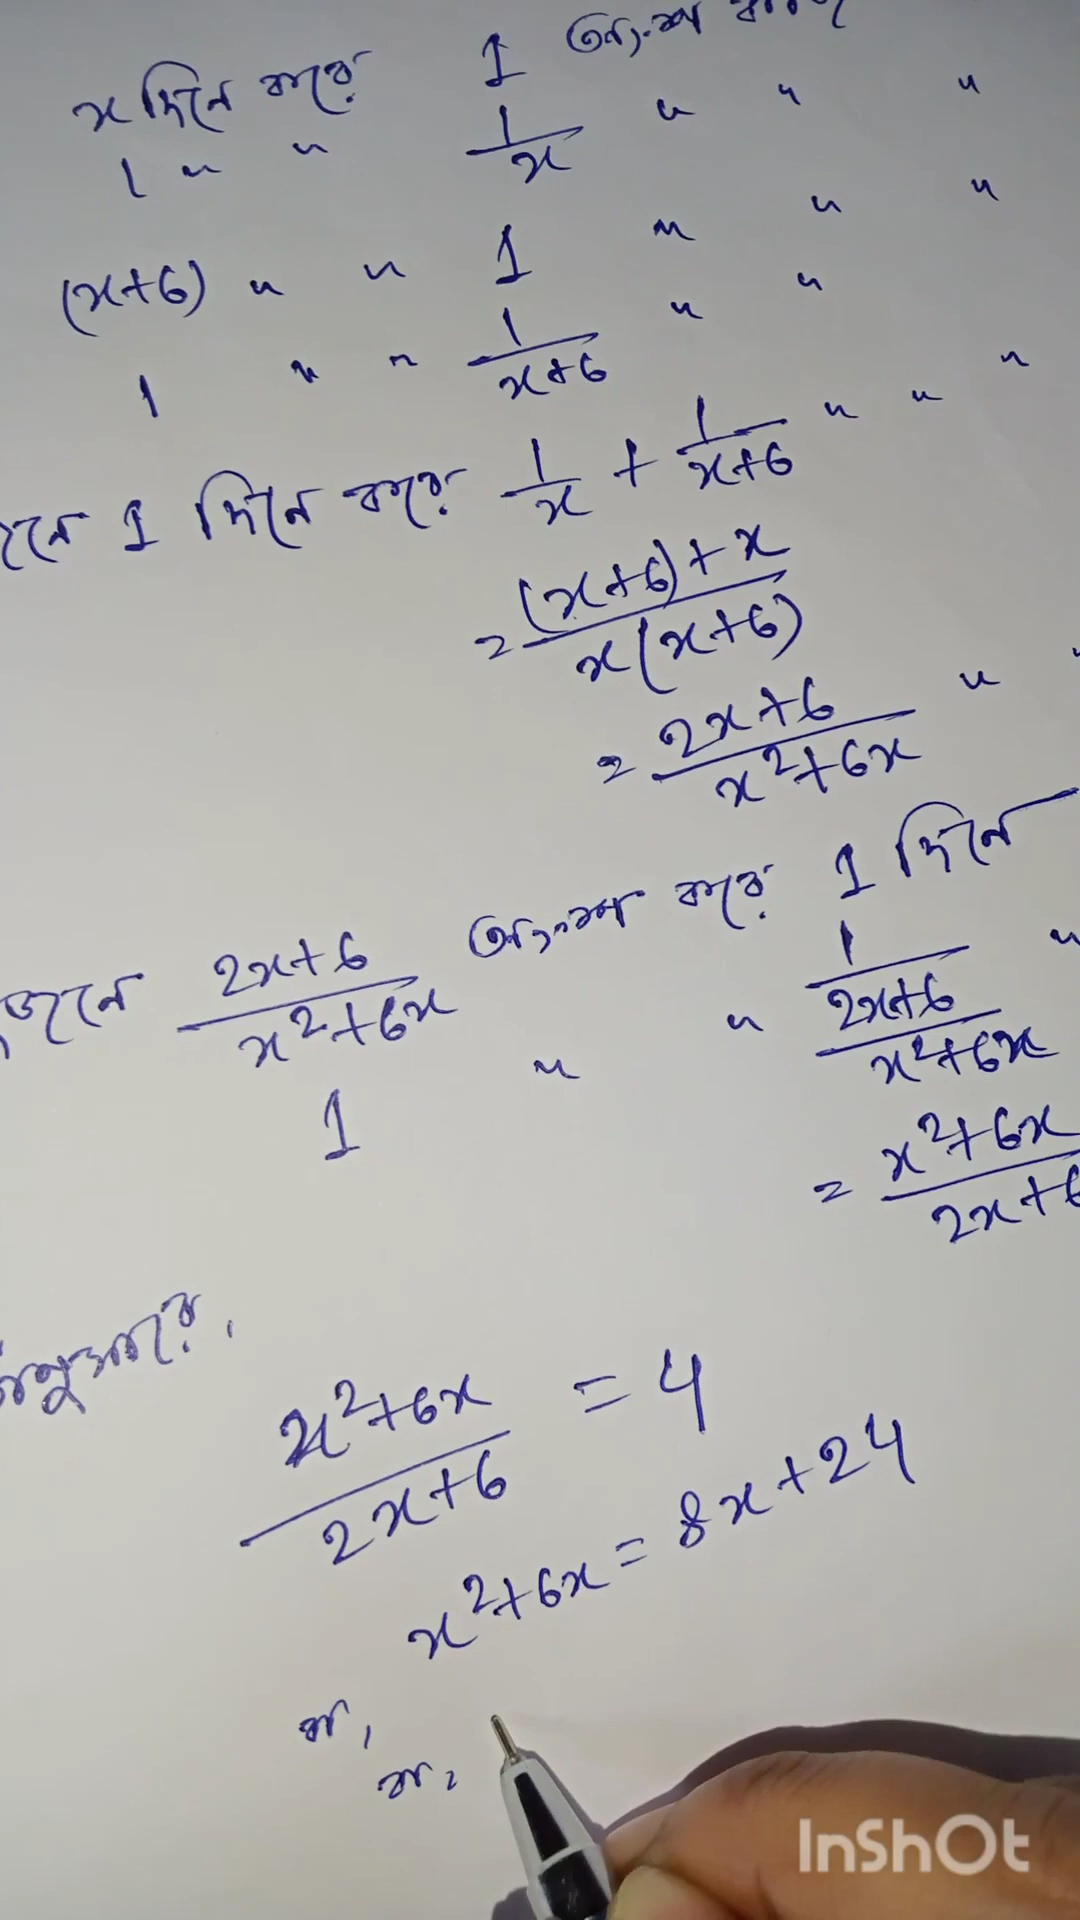 x দিনে করে 1 অংশ
1 " " 1/x " " "
(x+6) " " 1 " " "
1 " " 1/(x+6) " " "
1 দিনে করে 1/x + 1/(x+6) " " "
= ((x+6)+x)/(x(x+6))
= (2x+6)/(x²+6x) "
জনে (2x+6)/(x²+6x) অংশ করে 1 দিনে
1 " " 1/((2x+6)/(x²+6x)) "
= (x²+6x)/(2x+6
(x²+6x)/(2x+6) = 4
বা, x²+6x = 8x+24
বা,
InShOt